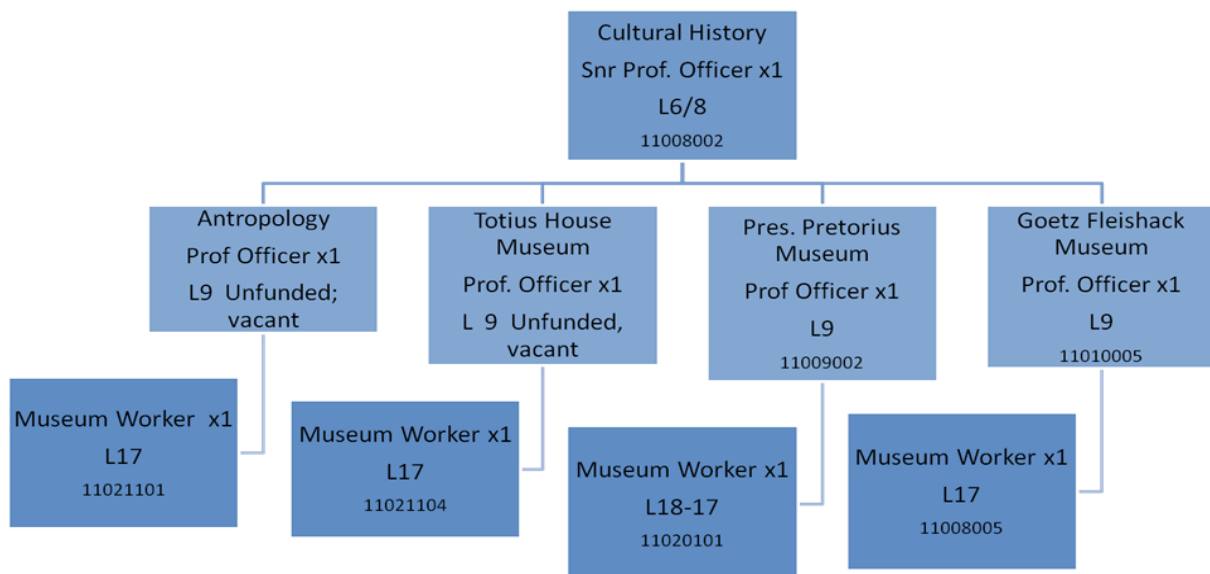 Cultural History
Snr Prof. Officer x1
L6/8
11008002
Antropology
Prof Officer x1
L9 Unfunded;
vacant
Totius House
Museum
Prof. Officer x1
L 9 Unfunded,
vacant
Pres. Pretorius
Museum
Prof Officer x1
L9
11009002
Goetz Fleishack
Museum
Prof. Officer x1
L9
11010005
Museum Worker x1
L17
11021101
Museum Worker x1
L17
11021104
Museum Worker x1
L18-17
11020101
Museum Worker x1
L17
11008005